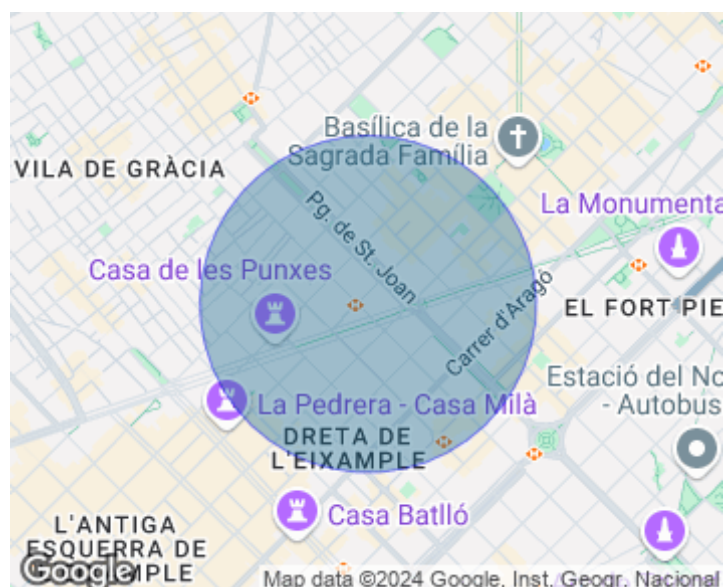 Basílica de la
Sagrada Família
VILA DE GRÀCIA
Pg. de St. Joan
La Monumenta
Casa de les Punxes
Carrer d'Aragó
EL FORT PIE
Estació del No
- Autobus
La Pedrera - Casa Milà
DRETA DE
L'EIXAMPLE
Casa Batlló
L'ANTIGA
ESQUERRA DE
Google
Map data ©2024 Google, Inst. Geogr. Nacional